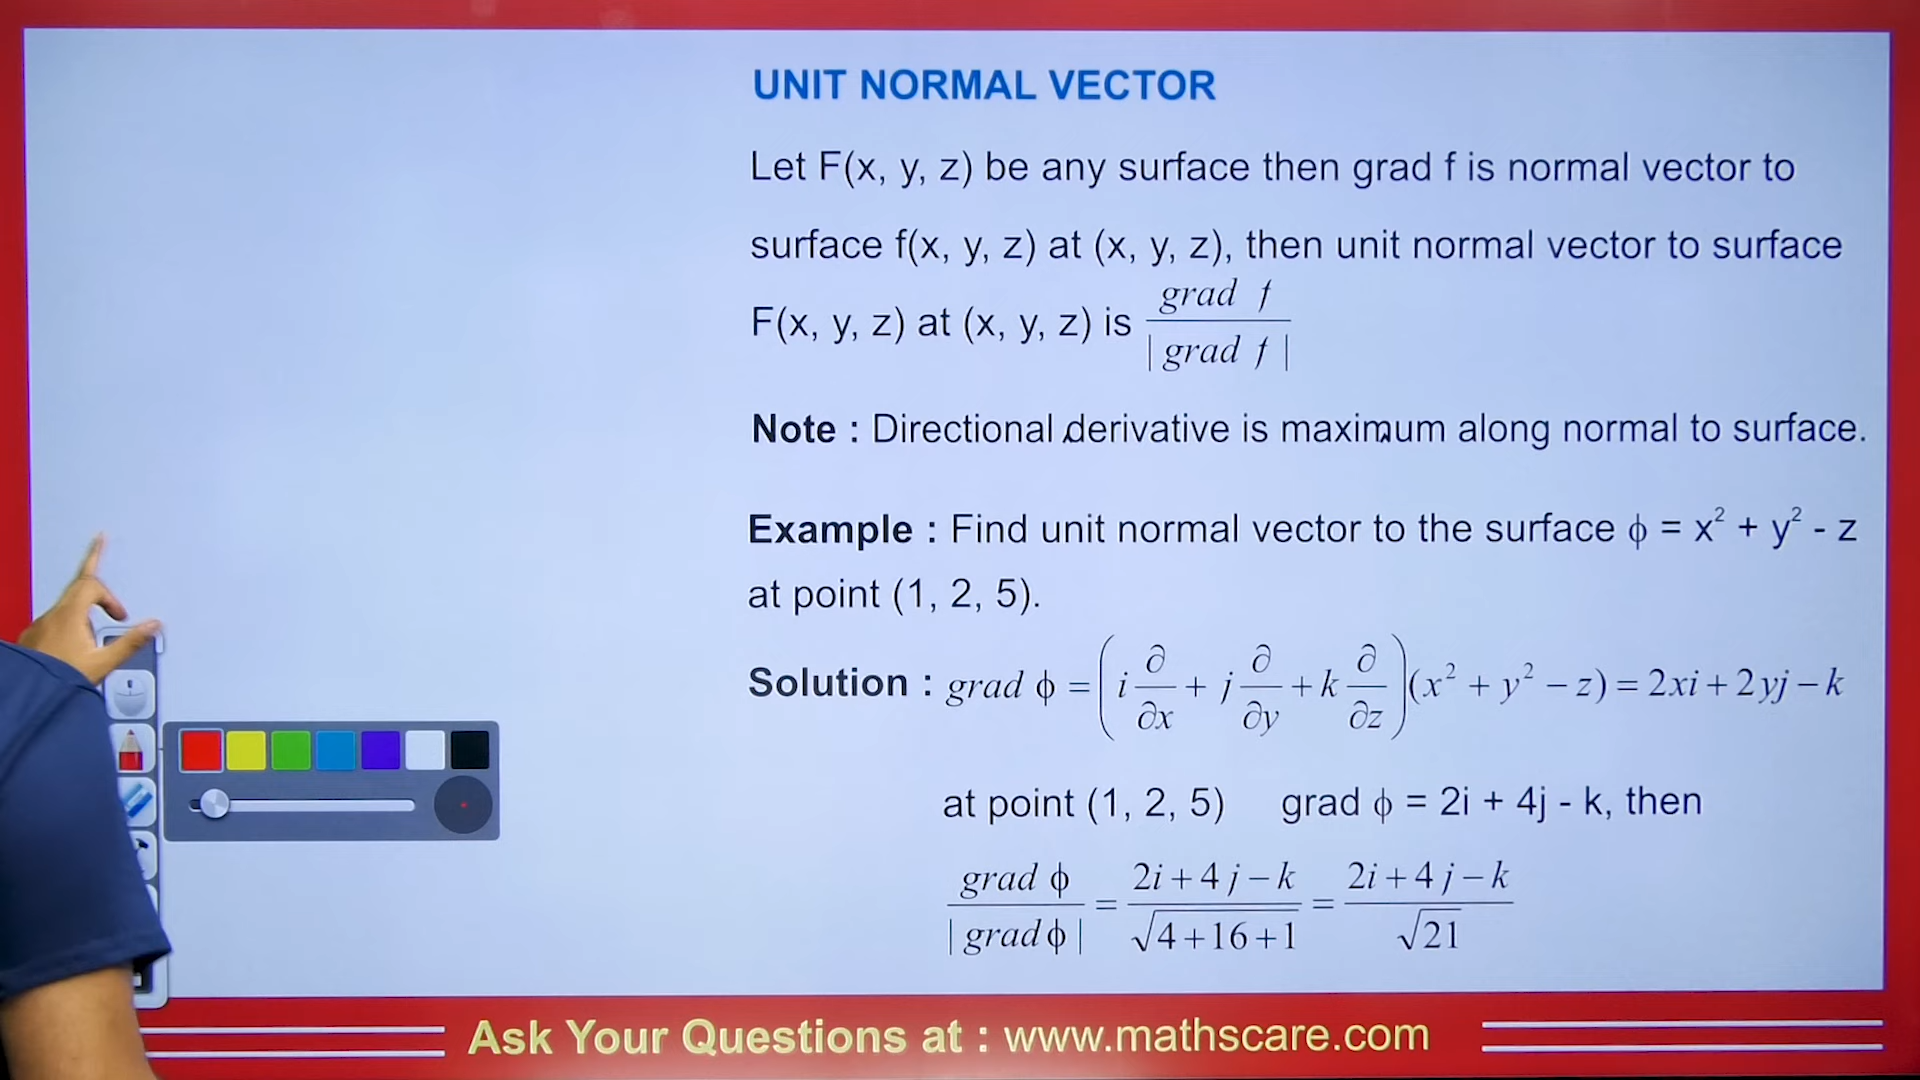 UNIT NORMAL VECTOR
Let F(x, y, z) be any surface then grad f is normal vector to
surface f(x, y, z) at (x, y, z), then unit normal vector to surface
F(x, y, z) at (x, y, z) is grad f / | grad f |
Note : Directional derivative is maximum along normal to surface.
Example : Find unit normal vector to the surface ϕ = x² + y² - z
at point (1, 2, 5).
Solution : grad ϕ = (i ∂/∂x + j ∂/∂y + k ∂/∂z)(x² + y² − z) = 2xi + 2yj − k
at point (1, 2, 5) grad ϕ = 2i + 4j - k, then
grad ϕ / | grad ϕ | = 2i + 4j − k / √4+16+1 = 2i + 4j − k / √21
Ask Your Questions at : www.mathscare.com